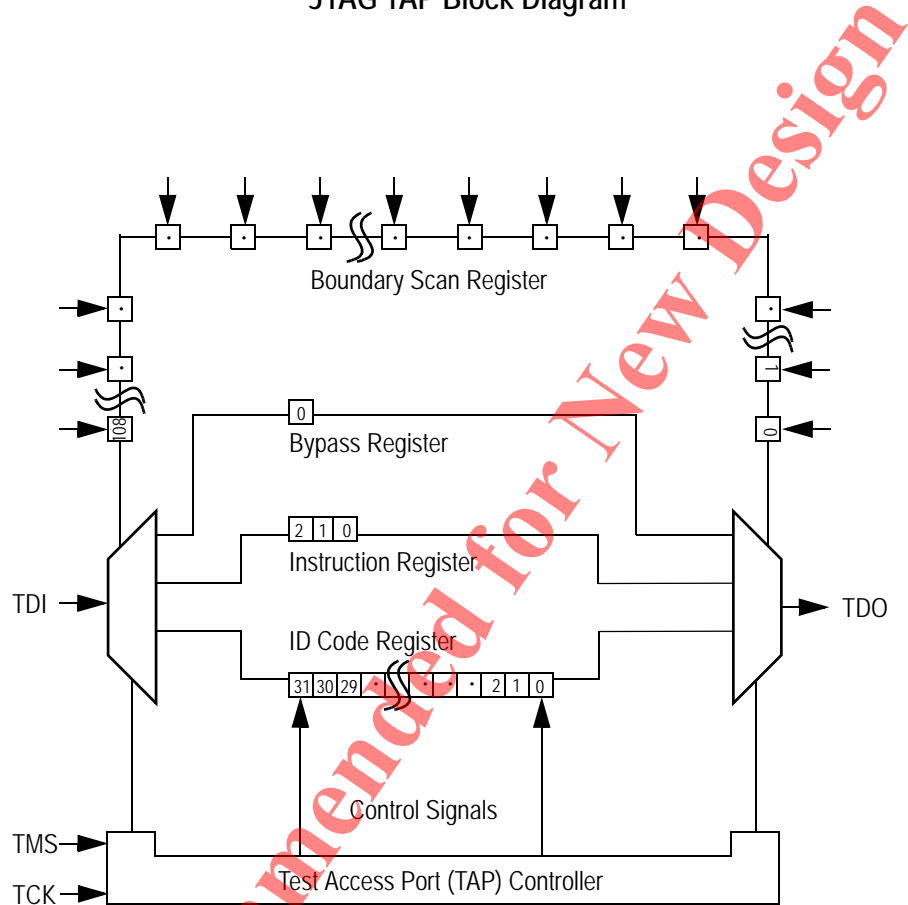 JTAG TAP Block Diagram
Boundary Scan Register
1
108
0
0
Bypass Register
2 1 0
Instruction Register
TDI
TDO
ID Code Register
31 30 29 · · · · 2 1 0
Control Signals
TMS
Test Access Port (TAP) Controller
TCK
mended for New Design